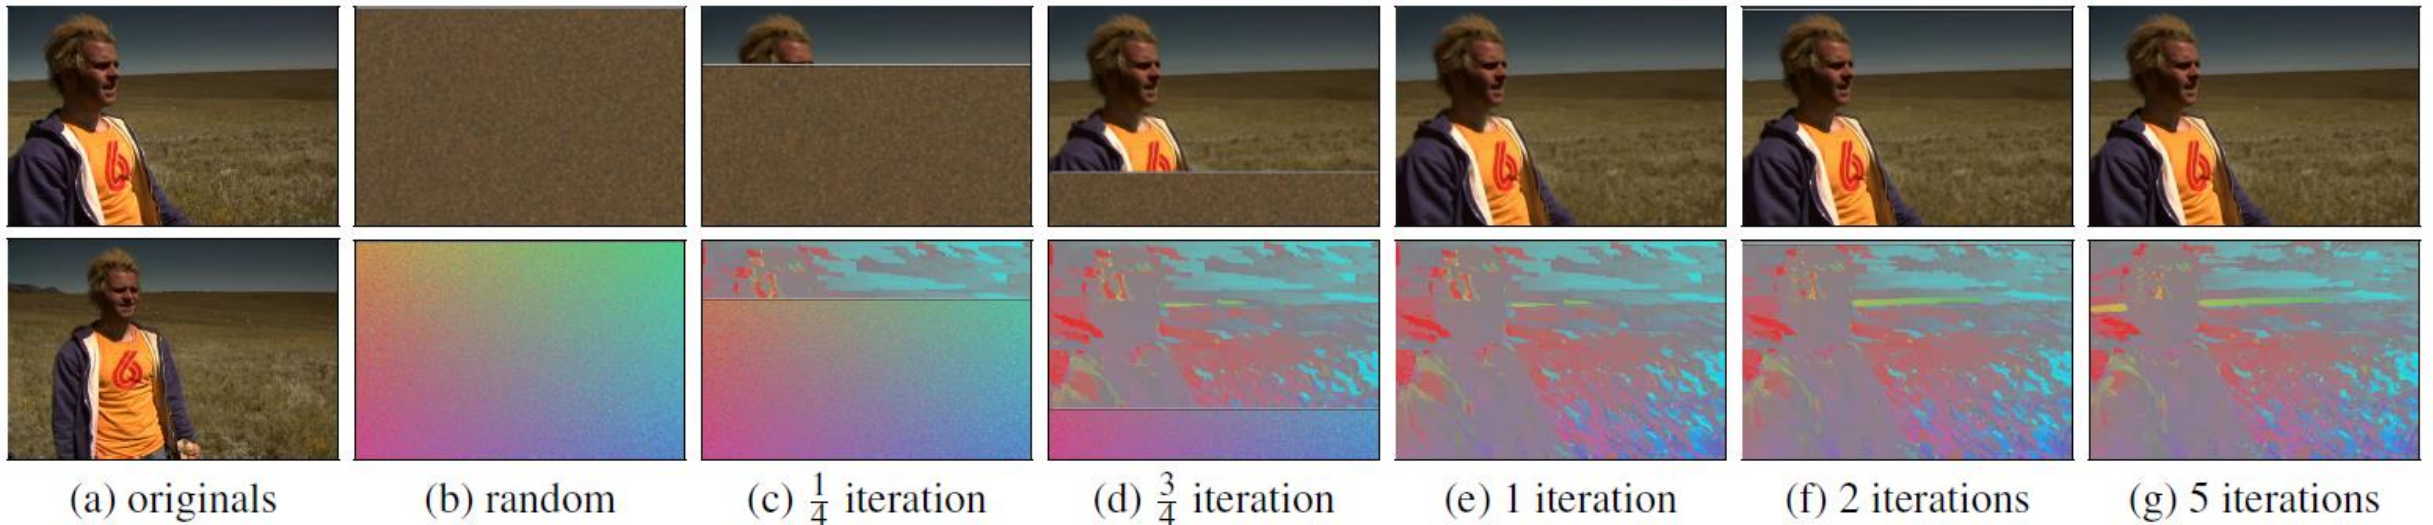 (a) originals
(b) random
(c) 1/4 iteration
(d) 3/4 iteration
(e) 1 iteration
(f) 2 iterations
(g) 5 iterations